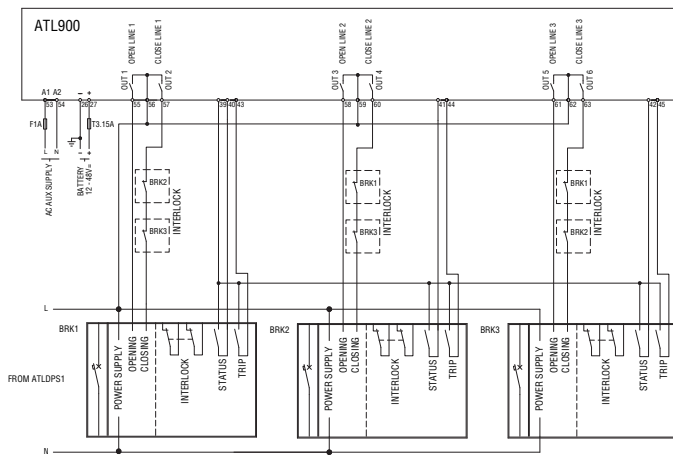 ATL900
OPEN LINE 1
CLOSE LINE 1
OUT 1
OUT 2
OPEN LINE 2
CLOSE LINE 2
OUT 3
OUT 4
OPEN LINE 3
CLOSE LINE 3
OUT 5
OUT 6
A1 A2 - +
53 54 26 27 55 56 57 39 40 43 58 59 60 41 44 61 62 63 42 45
F1A
T3.15A
L N - +
AC AUX SUPPLY
BATTERY
12 - 48V=
BRK2
BRK3
INTERLOCK
BRK1
BRK3
INTERLOCK
BRK1
BRK2
INTERLOCK
L
BRK1
POWER SUPPLY
OPENING
CLOSING
INTERLOCK
STATUS
TRIP
BRK2
POWER SUPPLY
OPENING
CLOSING
INTERLOCK
STATUS
TRIP
BRK3
POWER SUPPLY
OPENING
CLOSING
INTERLOCK
STATUS
TRIP
FROM ATLDPS1
N